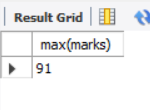 Result Grid
max(marks)
91